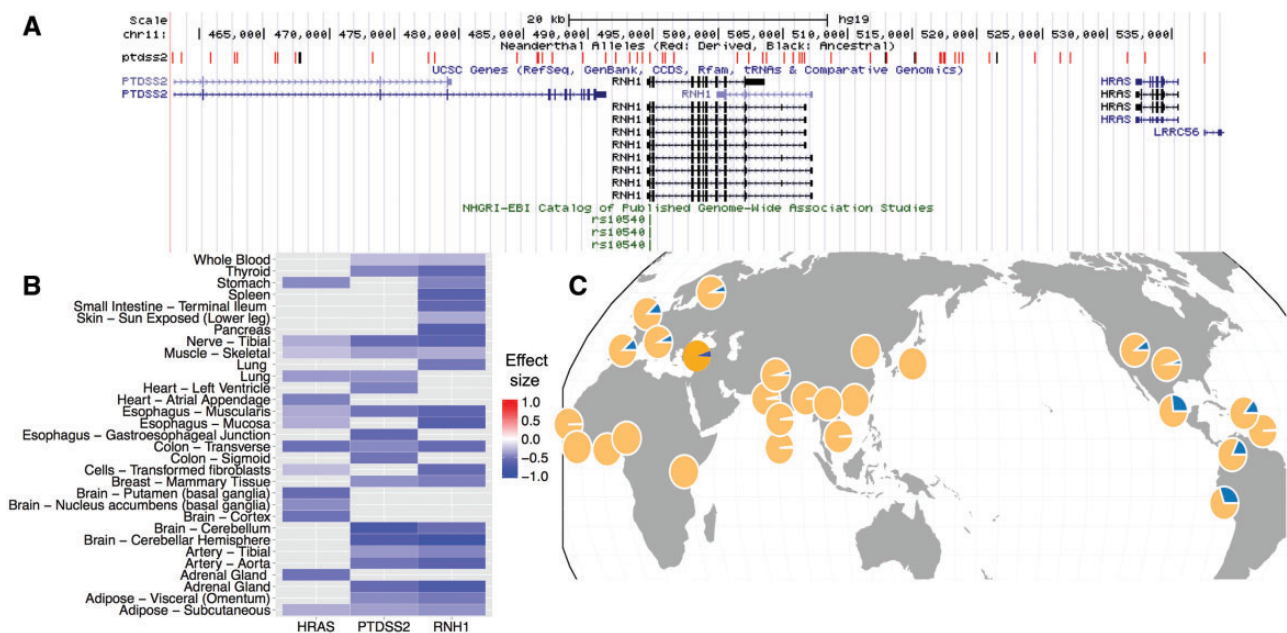 A
Scale 20 kb hg19
chr11: 465,000 470,000 475,000 480,000 485,000 490,000 495,000 500,000 505,000 510,000 515,000 520,000 525,000 530,000 535,000
Neanderthal Alleles (Red: Derived, Black: Ancestral)
ptdss2
UCSC Genes (RefSeq, GenBank, CCDS, Rfam, tRNAs & Comparative Genomics)
PTDSS2 RNH1 HRAS
PTDSS2 RNH1 HRAS
RNH1 HRAS
RNH1 HRAS
RNH1 LRRC56
RNH1
RNH1
RNH1
RNH1
RNH1
NHGRI-EBI Catalog of Published Genome-Wide Association Studies
rs10540
rs10540
rs10540
B
Whole Blood
Thyroid
Stomach
Spleen
Small Intestine – Terminal Ileum
Skin – Sun Exposed (Lower leg)
Pancreas
Nerve – Tibial
Muscle – Skeletal
Lung
Lung
Heart – Left Ventricle
Heart – Atrial Appendage
Esophagus – Muscularis
Esophagus – Mucosa
Esophagus – Gastroesophageal Junction
Colon – Transverse
Colon – Sigmoid
Cells – Transformed fibroblasts
Breast – Mammary Tissue
Brain – Putamen (basal ganglia)
Brain – Nucleus accumbens (basal ganglia)
Brain – Cortex
Brain – Cerebellum
Brain – Cerebellar Hemisphere
Artery – Tibial
Artery – Aorta
Adrenal Gland
Adrenal Gland
Adipose – Visceral (Omentum)
Adipose – Subcutaneous
HRAS PTDSS2 RNH1
Effect
size
1.0
0.5
0.0
−0.5
−1.0
C